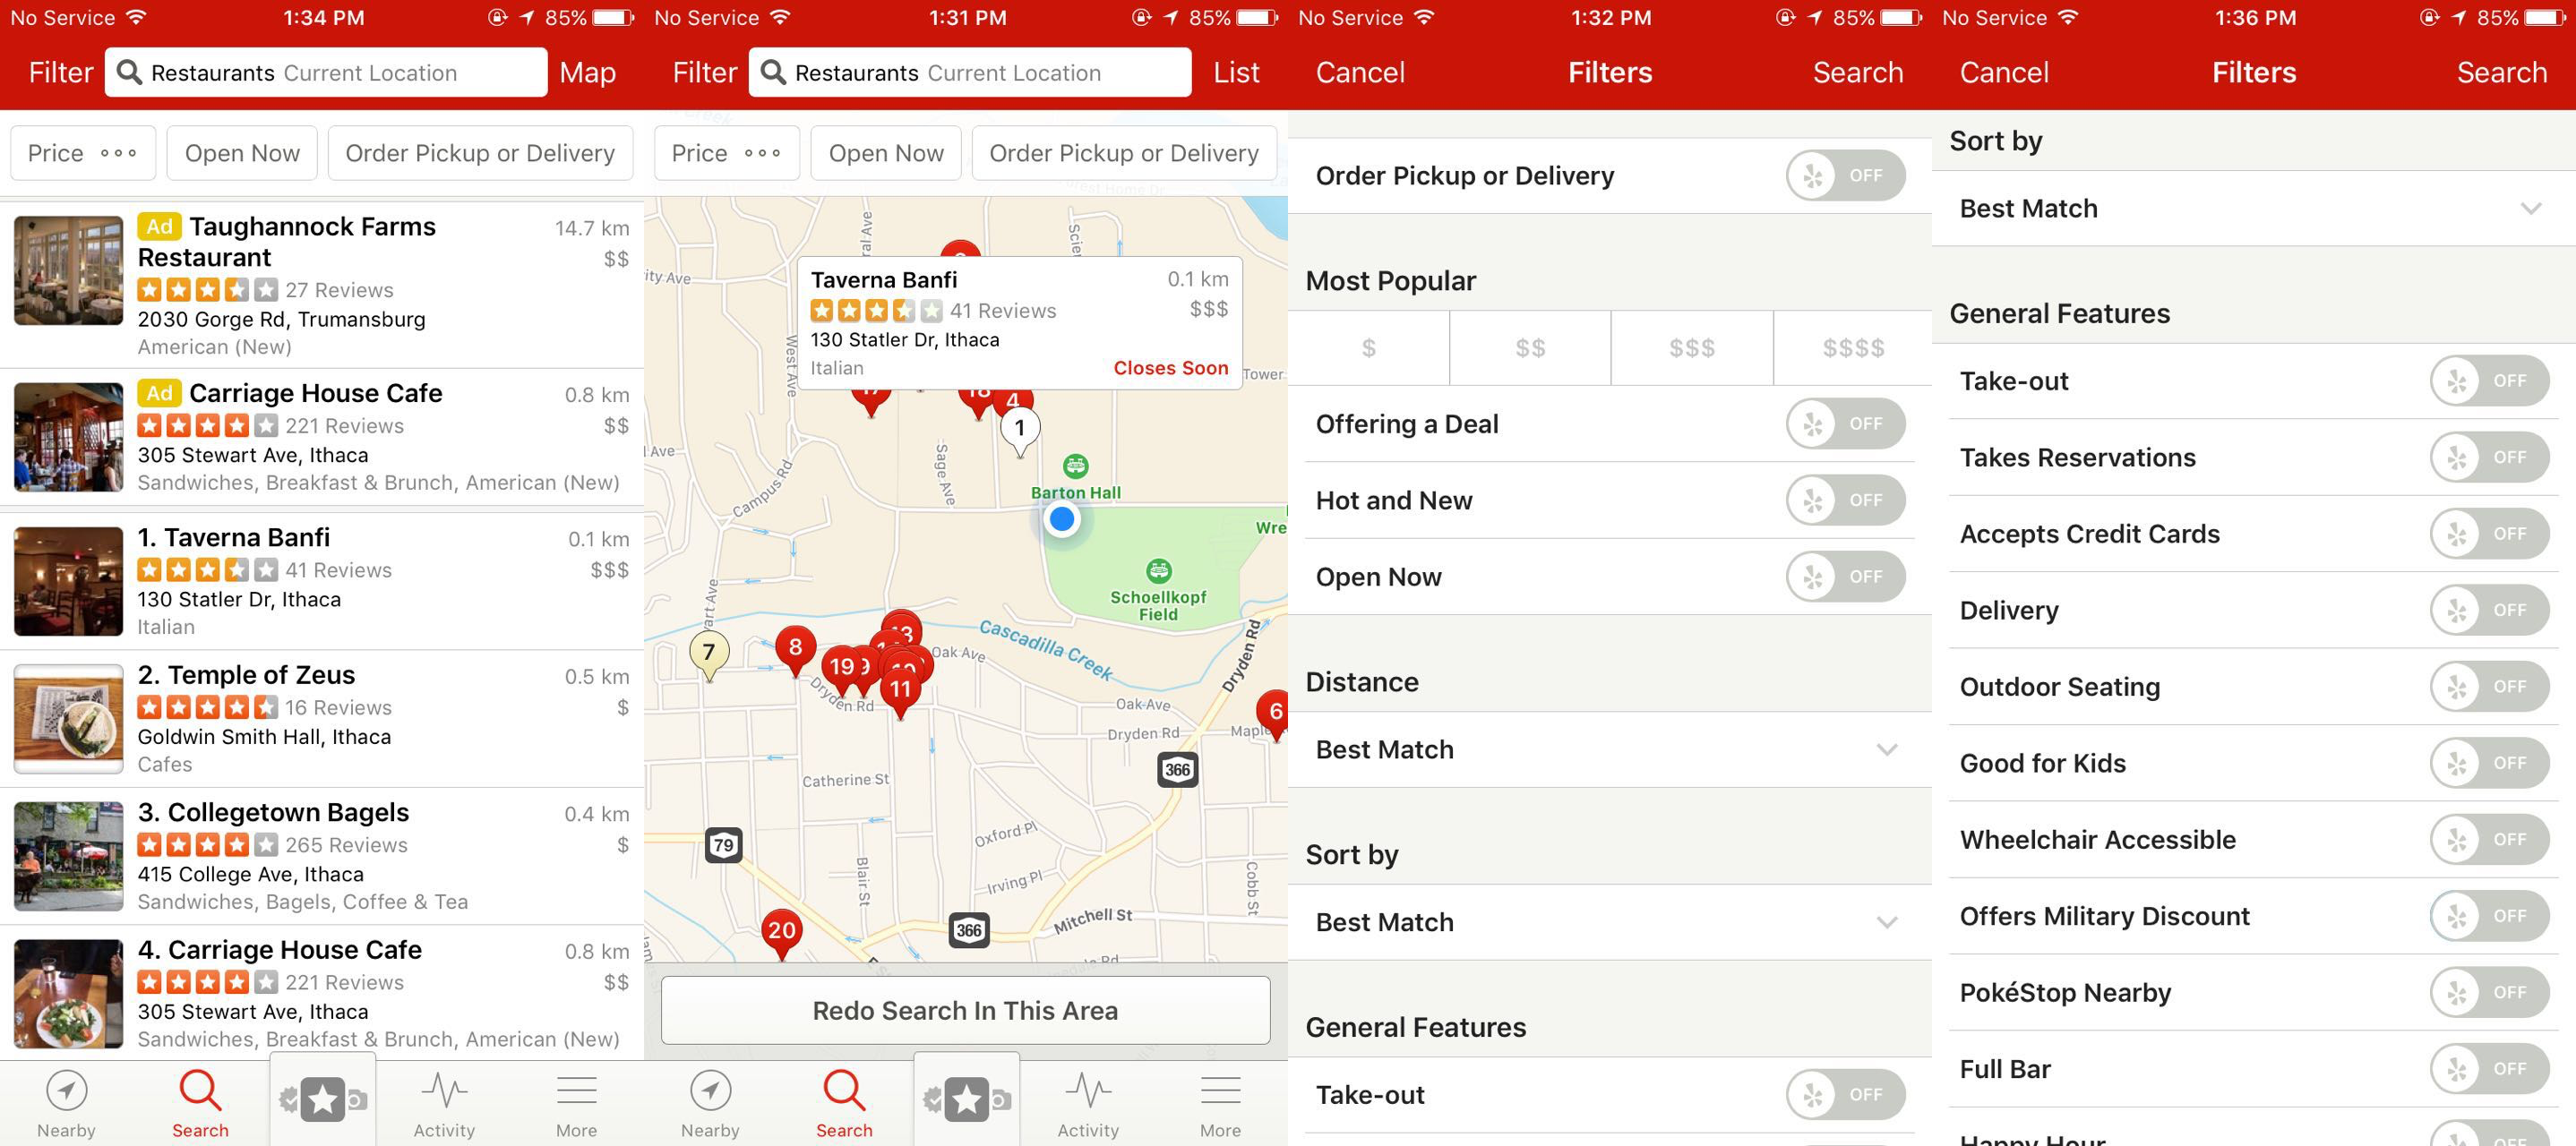 No Service 1:34 PM 85%
Filter Restaurants Current Location Map
Price Open Now Order Pickup or Delivery
Ad Taughannock Farms 14.7 km
Restaurant $$
27 Reviews
2030 Gorge Rd, Trumansburg
American (New)
Ad Carriage House Cafe 0.8 km
221 Reviews $$
305 Stewart Ave, Ithaca
Sandwiches, Breakfast & Brunch, American (New)
1. Taverna Banfi 0.1 km
41 Reviews $$$
130 Statler Dr, Ithaca
Italian
2. Temple of Zeus 0.5 km
16 Reviews $
Goldwin Smith Hall, Ithaca
Cafes
3. Collegetown Bagels 0.4 km
265 Reviews $
415 College Ave, Ithaca
Sandwiches, Bagels, Coffee & Tea
4. Carriage House Cafe 0.8 km
221 Reviews $$
305 Stewart Ave, Ithaca
Sandwiches, Breakfast & Brunch, American (New)
Nearby Search Activity More
No Service 1:31 PM 85%
Filter Restaurants Current Location List
Price Open Now Order Pickup or Delivery
Taverna Banfi 0.1 km
41 Reviews $$$
130 Statler Dr, Ithaca
Italian Closes Soon
West Ave
Tower
18
4
1
Ave
Sage Ave
Campus Rd
Barton Hall
Schoellkopf
Field
Cascadilla Creek
Dryden Rd
7
8
19
13
11
Oak Ave
Dryden Rd
6
Oak Ave
Dryden Rd
Maple
366
Catherine St
79
Oxford Pl
Blair St
Irving Pl
Cobb St
Mitchell St
366
20
Redo Search In This Area
Nearby Search Activity More
No Service 1:32 PM 85%
Cancel Filters Search
Order Pickup or Delivery OFF
Most Popular
$ $$ $$$ $$$$
Offering a Deal OFF
Hot and New OFF
Open Now OFF
Distance
Best Match
Sort by
Best Match
General Features
Take-out OFF
No Service 1:36 PM 85%
Cancel Filters Search
Sort by
Best Match
General Features
Take-out OFF
Takes Reservations OFF
Accepts Credit Cards OFF
Delivery OFF
Outdoor Seating OFF
Good for Kids OFF
Wheelchair Accessible OFF
Offers Military Discount OFF
PokéStop Nearby OFF
Full Bar OFF
Happy Hour OFF